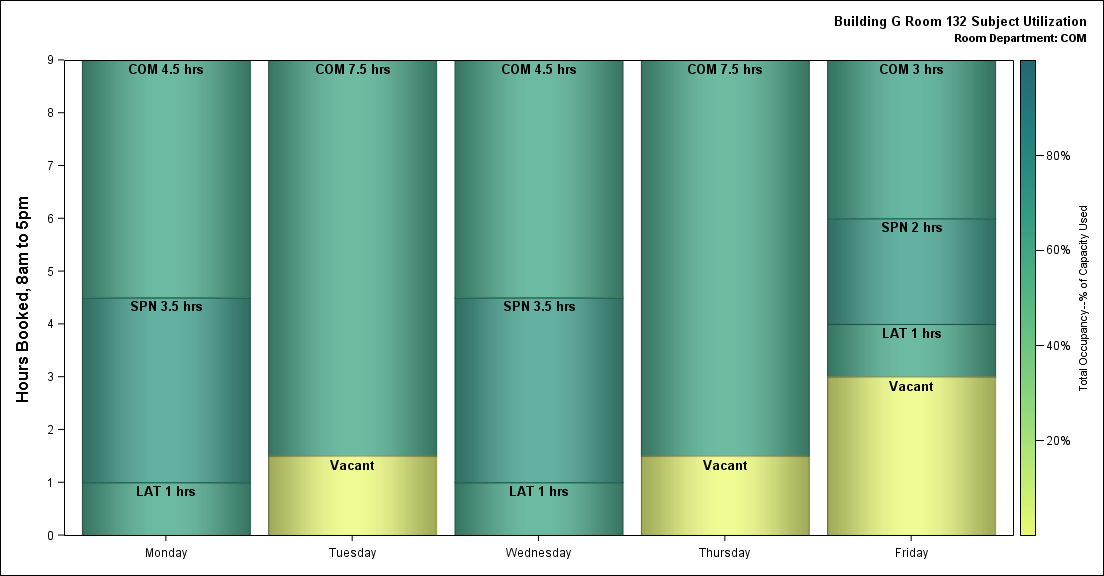 Building G Room 132 Subject Utilization
Room Department: COM
Hours Booked, 8am to 5pm
9
8
7
6
5
4
3
2
1
0
COM 4.5 hrs
SPN 3.5 hrs
LAT 1 hrs
COM 7.5 hrs
Vacant
COM 4.5 hrs
SPN 3.5 hrs
LAT 1 hrs
COM 7.5 hrs
Vacant
COM 3 hrs
SPN 2 hrs
LAT 1 hrs
Vacant
Monday
Tuesday
Wednesday
Thursday
Friday
80%
60%
40%
20%
Total Occupancy--% of Capacity Used